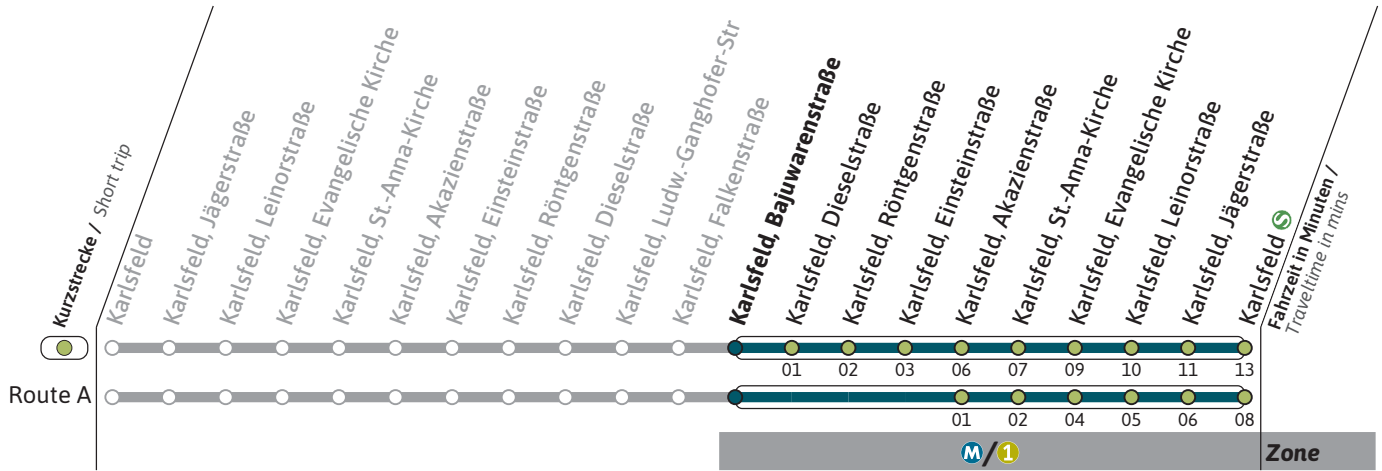 Kurzstrecke / Short trip
Karlsfeld
Karlsfeld, Jägerstraße
Karlsfeld, Leinorstraße
Karlsfeld, Evangelische Kirche
Karlsfeld, St.-Anna-Kirche
Karlsfeld, Akazienstraße
Karlsfeld, Einsteinstraße
Karlsfeld, Röntgenstraße
Karlsfeld, Dieselstraße
Karlsfeld, Ludw.-Ganghofer-Str
Karlsfeld, Falkenstraße
Karlsfeld, Bajuwarenstraße
Karlsfeld, Dieselstraße
Karlsfeld, Röntgenstraße
Karlsfeld, Einsteinstraße
Karlsfeld, Akazienstraße
Karlsfeld, St.-Anna-Kirche
Karlsfeld, Evangelische Kirche
Karlsfeld, Leinorstraße
Karlsfeld, Jägerstraße
Karlsfeld S
Fahrzeit in Minuten /
Traveltime in mins
01 02 03 06 07 09 10 11 13
Route A
01 02 04 05 06 08
M/1 Zone